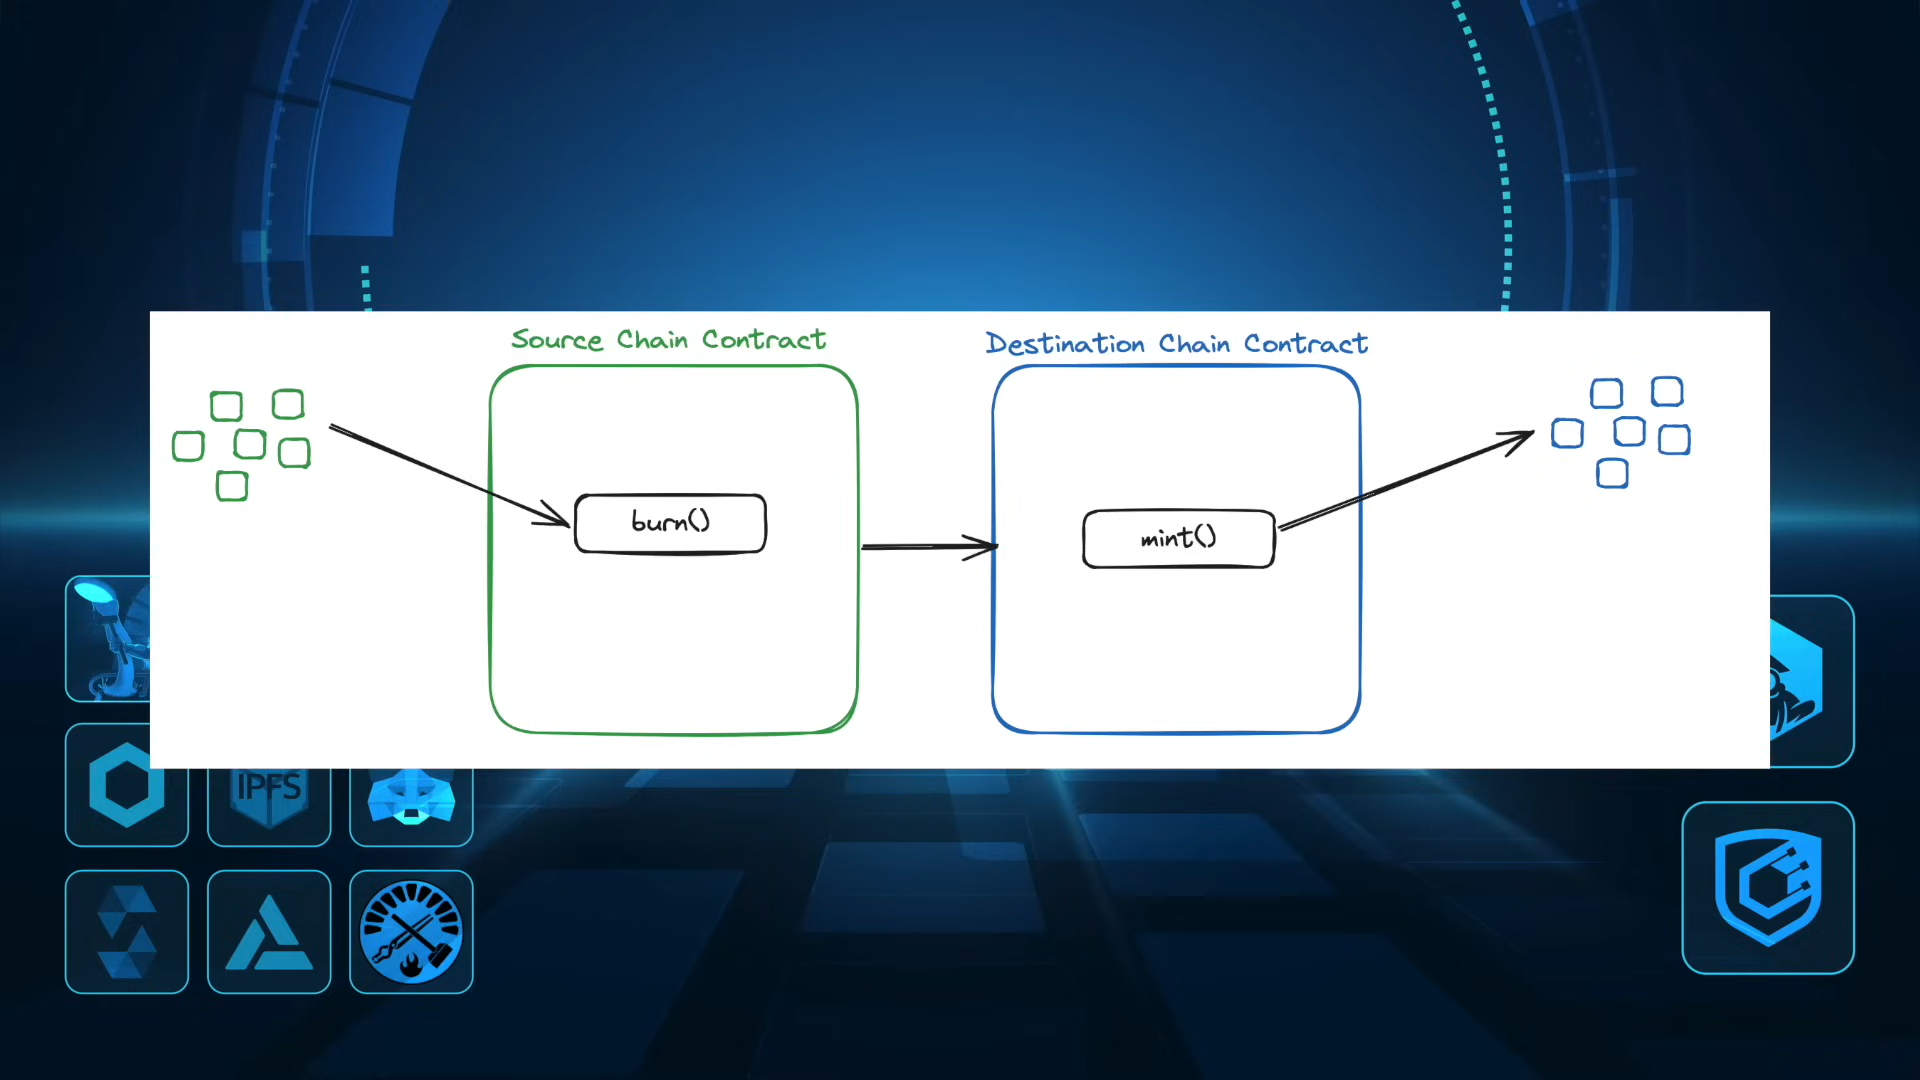 Source Chain Contract
Destination Chain Contract
burn()
mint()
IPFS